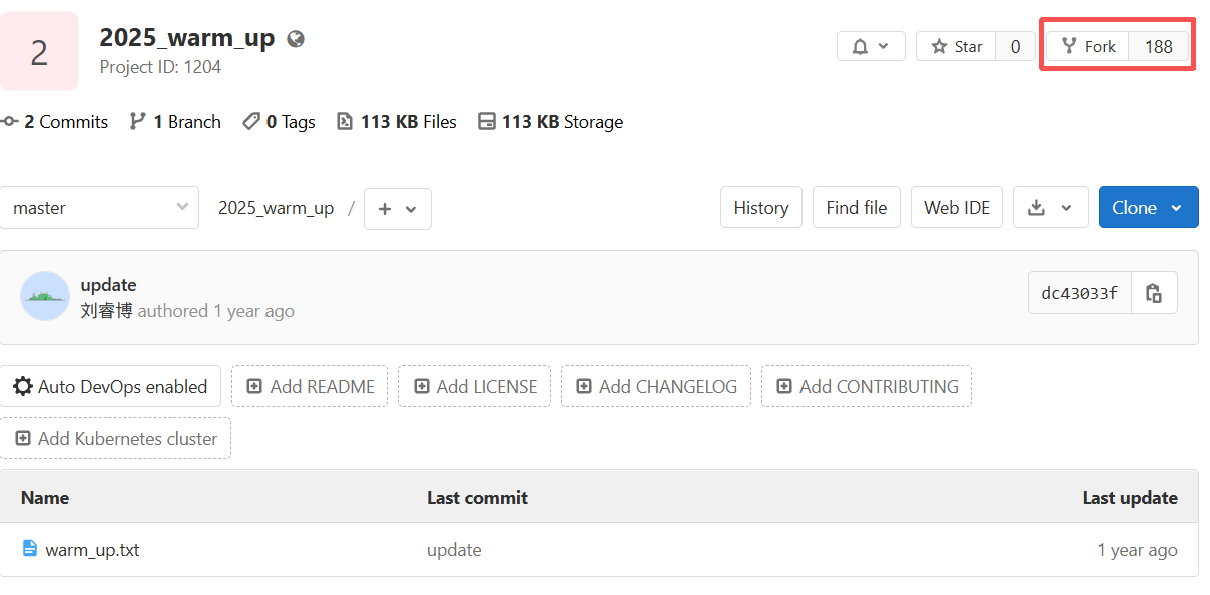 2
2025_warm_up
Project ID: 1204
Star 0
Fork 188
2 Commits 1 Branch 0 Tags 113 KB Files 113 KB Storage
master 2025_warm_up / + History Find file Web IDE Clone
update
刘睿博 authored 1 year ago
dc43033f
Auto DevOps enabled Add README Add LICENSE Add CHANGELOG Add CONTRIBUTING
Add Kubernetes cluster
Name Last commit Last update
warm_up.txt update 1 year ago